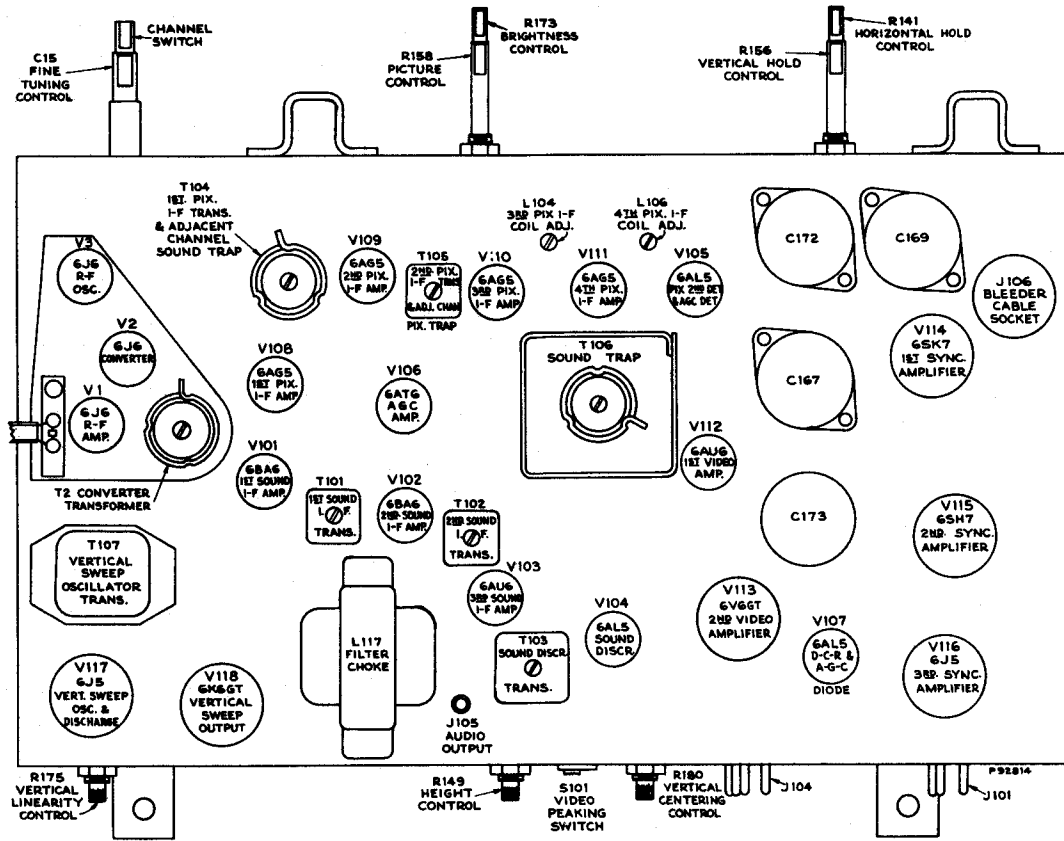 CHANNEL
SWITCH
C15
FINE
TUNING
CONTROL
R173
BRIGHTNESS
CONTROL
R158
PICTURE
CONTROL
R141
HORIZONTAL HOLD
CONTROL
R156
VERTICAL HOLD
CONTROL
T104
1ST. PIX.
I-F TRANS.
& ADJACENT
CHANNEL
SOUND TRAP
L104
3RD PIX I-F
COIL ADJ.
L106
4TH PIX. I-F
COIL ADJ.
V3
6J6
R-F
OSC.
V109
6AG5
2ND PIX.
I-F AMP.
T105
2ND PIX.
I-F TRANS
& ADJ. CHAN
PIX. TRAP
V110
6AG5
3RD PIX.
I-F AMP
V111
6AG5
4TH PIX.
I-F AMP
V105
6AL5
PIX 2ND DET
& AGC DET.
C172
C169
J106
BLEEDER
CABLE
SOCKET
V2
6J6
CONVERTER
V108
6AG5
1ST PIX.
I-F AMP
V106
6AT6
AGC
AMP.
T106
SOUND TRAP
C167
V114
6SK7
1ST SYNC.
AMPLIFIER
V1
6J6
R-F
AMP.
T2 CONVERTER
TRANSFORMER
V101
6BA6
1ST SOUND
I-F AMP.
T101
1ST SOUND
I. F.
TRANS.
V102
6BA6
2ND SOUND
I-F AMP.
T102
2ND SOUND
I. F.
TRANS.
V112
6AU6
1ST VIDEO
AMP.
C173
V115
6SH7
2ND. SYNC.
AMPLIFIER
T107
VERTICAL
SWEEP
OSCILLATOR
TRANS.
V103
6AU6
3RD SOUND
I-F AMP
V104
6AL5
SOUND
DISCR.
V113
6V6GT
2ND VIDEO
AMPLIFIER
V107
6AL5
D-C-R &
A-G-C
DIODE
V116
6J5
3RD. SYNC.
AMPLIFIER
L117
FILTER
CHOKE
T103
SOUND DISCR.
TRANS.
V117
6J5
VERT. SWEEP
OSC. &
DISCHARGE
V118
6K6GT
VERTICAL
SWEEP
OUTPUT
J105
AUDIO
OUTPUT
R175
VERTICAL
LINEARITY
CONTROL
R149
HEIGHT
CONTROL
S101
VIDEO
PEAKING
SWITCH
R180
VERTICAL
CENTERING
CONTROL
J104
P92814
J101